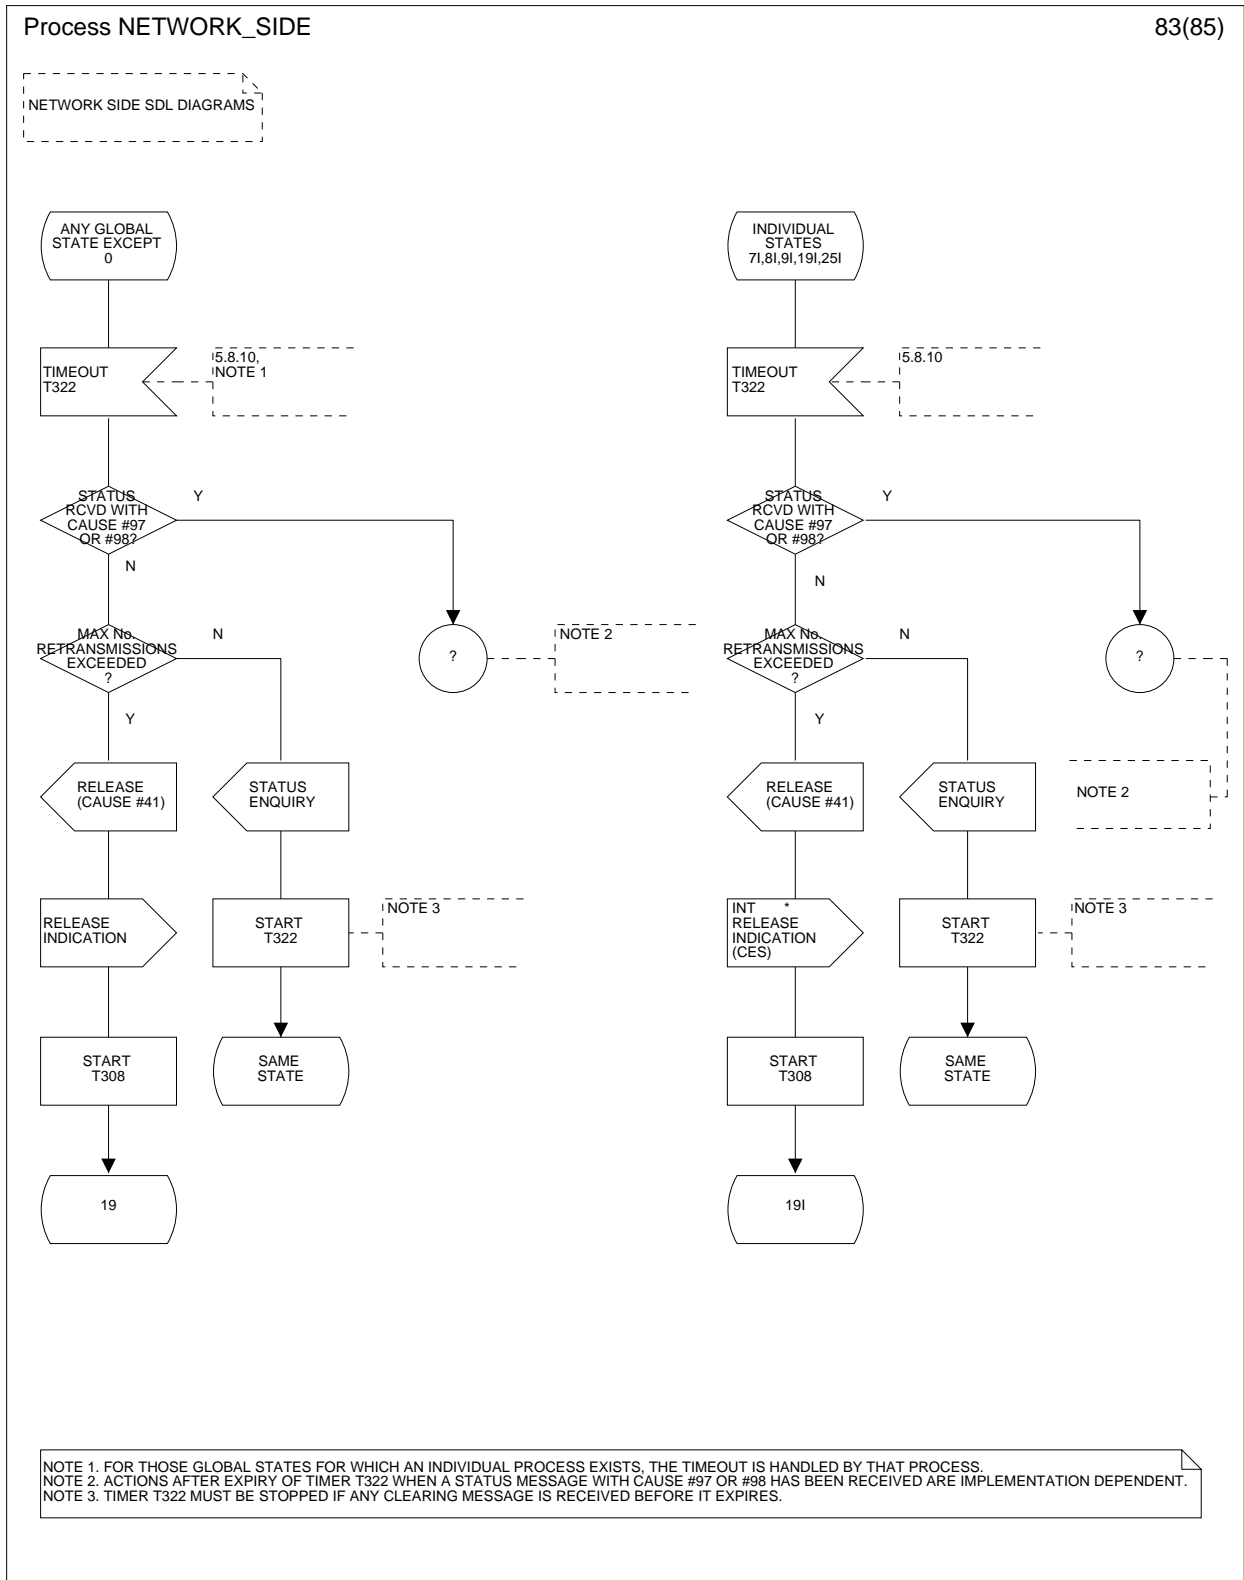 Process NETWORK_SIDE
83(85)
NETWORK SIDE SDL DIAGRAMS
ANY GLOBAL
STATE EXCEPT
0
TIMEOUT
T322
5.8.10,
NOTE 1
STATUS
RCVD WITH
CAUSE #97
OR #98?
Y
N
MAX No.
RETRANSMISSIONS
EXCEEDED
?
N
Y
?
NOTE 2
RELEASE
(CAUSE #41)
STATUS
ENQUIRY
RELEASE
INDICATION
START
T322
NOTE 3
START
T308
SAME
STATE
19
INDIVIDUAL
STATES
7I,8I,9I,19I,25I
TIMEOUT
T322
5.8.10
STATUS
RCVD WITH
CAUSE #97
OR #98?
Y
N
MAX No.
RETRANSMISSIONS
EXCEEDED
?
N
Y
?
RELEASE
(CAUSE #41)
STATUS
ENQUIRY
NOTE 2
INT *
RELEASE
INDICATION
(CES)
START
T322
NOTE 3
START
T308
SAME
STATE
19I
NOTE 1. FOR THOSE GLOBAL STATES FOR WHICH AN INDIVIDUAL PROCESS EXISTS, THE TIMEOUT IS HANDLED BY THAT PROCESS.
NOTE 2. ACTIONS AFTER EXPIRY OF TIMER T322 WHEN A STATUS MESSAGE WITH CAUSE #97 OR #98 HAS BEEN RECEIVED ARE IMPLEMENTATION DEPENDENT.
NOTE 3. TIMER T322 MUST BE STOPPED IF ANY CLEARING MESSAGE IS RECEIVED BEFORE IT EXPIRES.